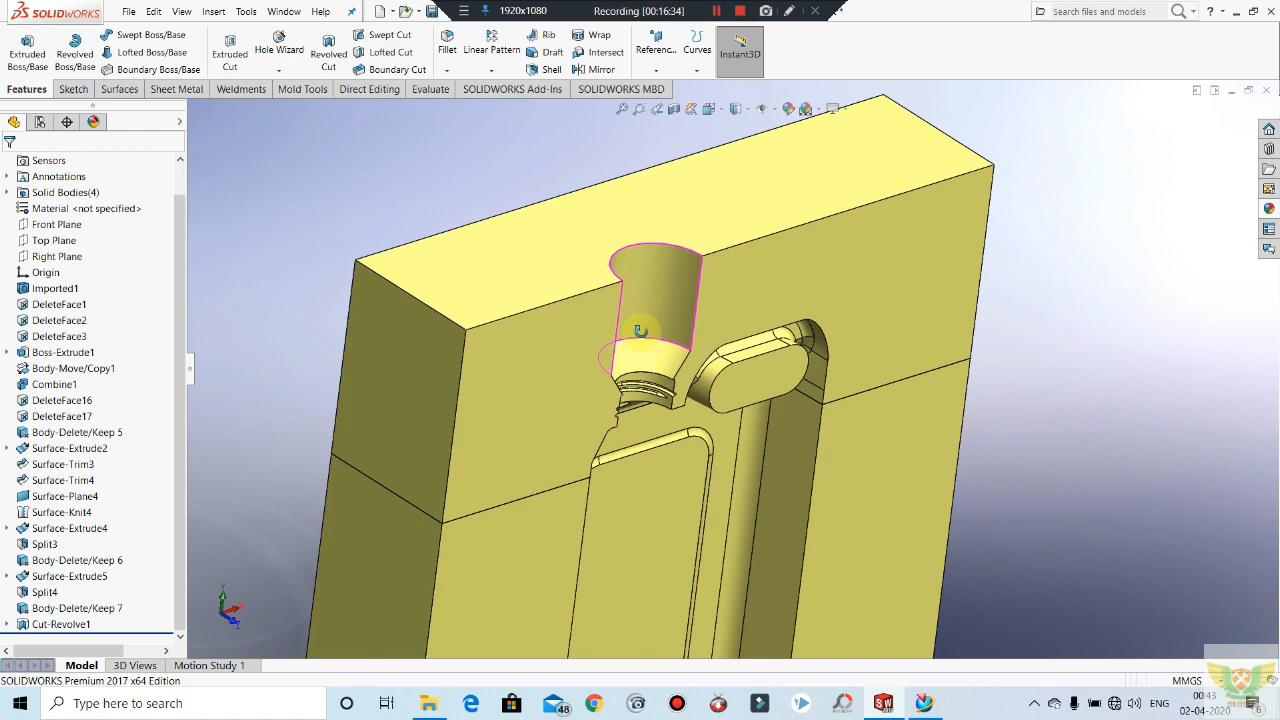 SOLIDWORKS
File Edit View Insert Tools Window Help
1920x1080 Recording [00:16:34]
Search files and models
Extruded Boss/Base
Revolved Boss/Base
Swept Boss/Base
Lofted Boss/Base
Boundary Boss/Base
Extruded Cut
Hole Wizard
Revolved Cut
Swept Cut
Lofted Cut
Boundary Cut
Fillet
Linear Pattern
Rib
Draft
Shell
Wrap
Intersect
Mirror
Referenc...
Curves
Instant3D
Features Sketch Surfaces Sheet Metal Weldments Mold Tools Direct Editing Evaluate SOLIDWORKS Add-Ins SOLIDWORKS MBD
Sensors
Annotations
Solid Bodies(4)
Material <not specified>
Front Plane
Top Plane
Right Plane
Origin
Imported1
DeleteFace1
DeleteFace2
DeleteFace3
Boss-Extrude1
Body-Move/Copy1
Combine1
DeleteFace16
DeleteFace17
Body-Delete/Keep 5
Surface-Extrude2
Surface-Trim3
Surface-Trim4
Surface-Plane4
Surface-Knit4
Surface-Extrude4
Split3
Body-Delete/Keep 6
Surface-Extrude5
Split4
Body-Delete/Keep 7
Cut-Revolve1
Model 3D Views Motion Study 1
SOLIDWORKS Premium 2017 x64 Edition
MMGS
Type here to search
48
ENG
00:43
02-04-2020